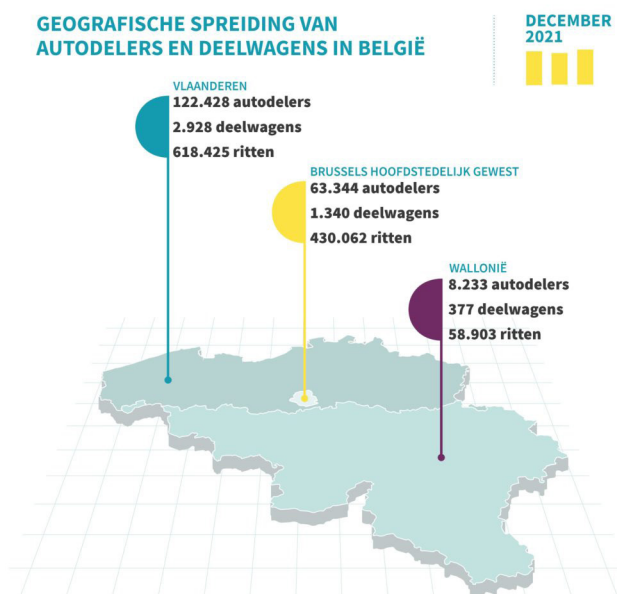 GEOGRAFISCHE SPREIDING VAN
AUTODELERS EN DEELWAGENS IN BELGIË
DECEMBER
2021
VLAANDEREN
122.428 autodelers
2.928 deelwagens
618.425 ritten
BRUSSELS HOOFDSTEDELIJK GEWEST
63.344 autodelers
1.340 deelwagens
430.062 ritten
WALLONIË
8.233 autodelers
377 deelwagens
58.903 ritten